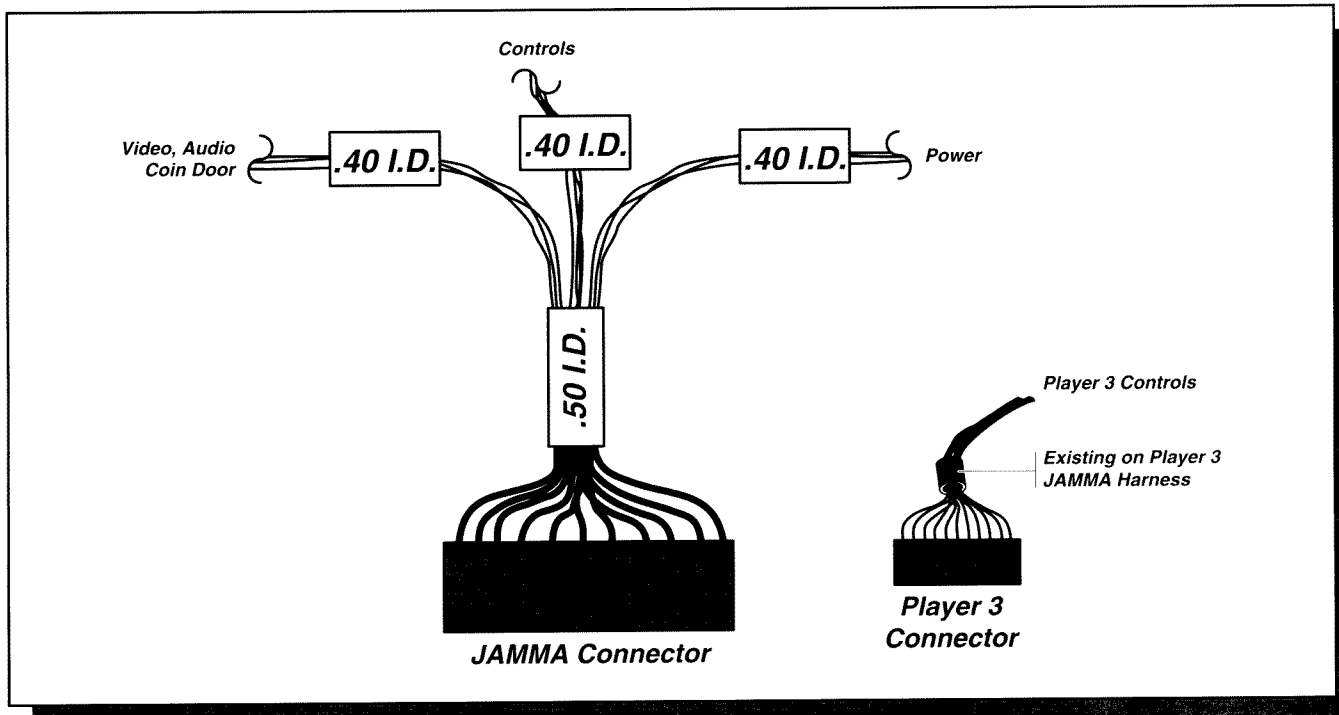 Controls
Video, Audio
Coin Door
.40 I.D.
.40 I.D.
.40 I.D.
Power
.50 I.D.
Player 3 Controls
Existing on Player 3
JAMMA Harness
JAMMA Connector
Player 3
Connector